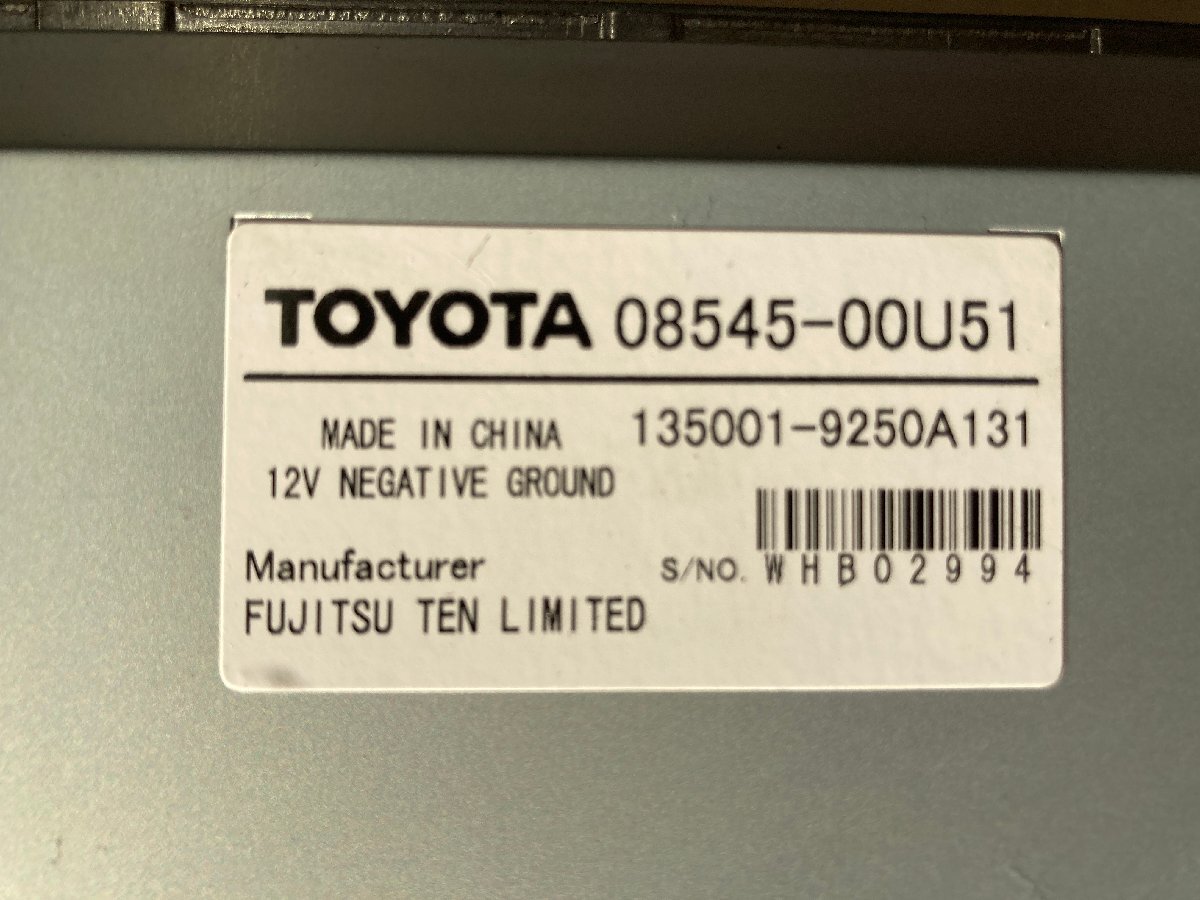 TOYOTA 08545-00U51
MADE IN CHINA 135001-9250A131
12V NEGATIVE GROUND
Manufacturer S/NO. WHB02994
FUJITSU TEN LIMITED